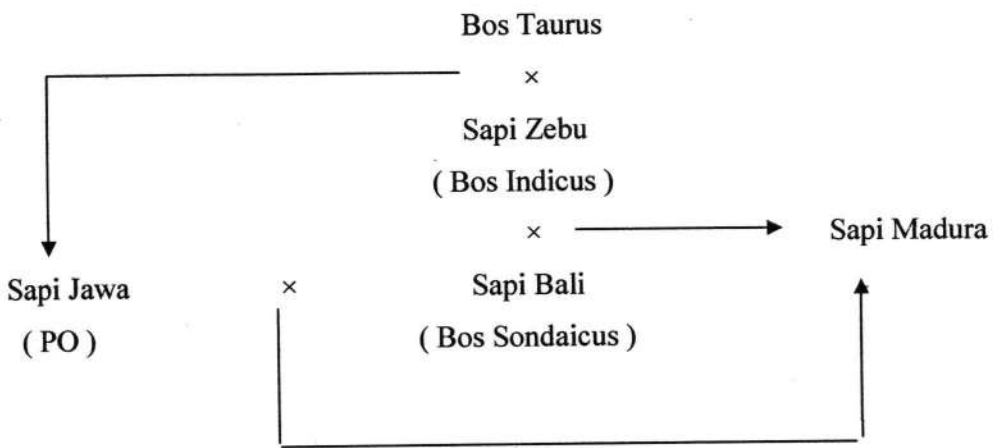 Bos Taurus
×
Sapi Zebu
( Bos Indicus )
×
Sapi Madura
Sapi Jawa
( PO )
×
Sapi Bali
( Bos Sondaicus )